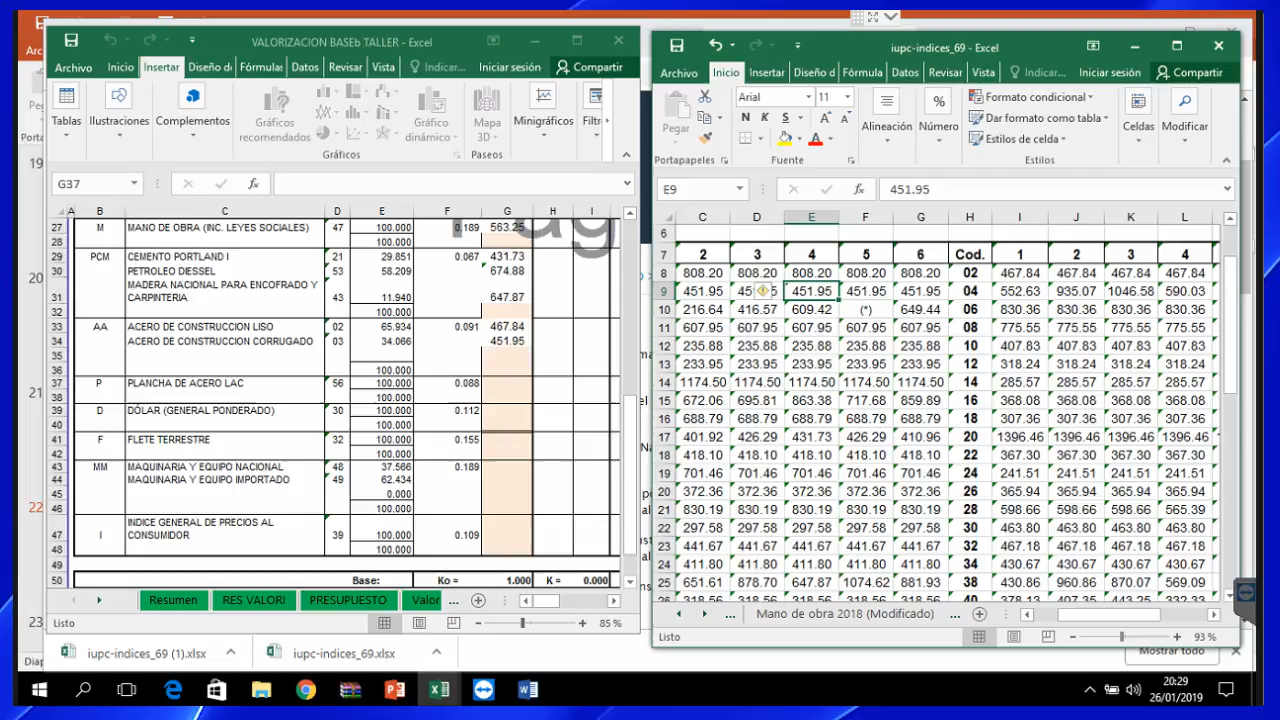 VALORIZACION BASEb TALLER - Excel
Archivo Inicio Insertar Diseño d Fórmulas Datos Revisar Vista Indicar... Iniciar sesión Compartir
Tablas Ilustraciones Complementos Gráficos recomendados Gráfico dinámico Mapa 3D Minigráficos Filtr
Gráficos Paseos
G37 fx
A B C D E F G H I
27 M MANO DE OBRA (INC. LEYES SOCIALES) 47 100.000 0.189 563.25
28 100.000
29 PCM CEMENTO PORTLAND I 21 29.851 0.067 431.73
30 PETROLEO DIESSEL 53 58.209 674.88
MADERA NACIONAL PARA ENCOFRADO Y
31 CARPINTERIA 43 11.940 647.87
32 100.000
33 AA ACERO DE CONSTRUCCION LISO 02 65.934 0.091 467.84
34 ACERO DE CONSTRUCCION CORRUGADO 03 34.066 451.95
35
36 100.000
37 P PLANCHA DE ACERO LAC 56 100.000 0.088
38 100.000
39 D DÓLAR (GENERAL PONDERADO) 30 100.000 0.112
40 100.000
41 F FLETE TERRESTRE 32 100.000 0.155
42 100.000
43 MM MAQUINARIA Y EQUIPO NACIONAL 48 37.566 0.189
44 MAQUINARIA Y EQUIPO IMPORTADO 49 62.434
45 0.000
46 100.000
INDICE GENERAL DE PRECIOS AL
47 I CONSUMIDOR 39 100.000 0.109
48 100.000
49
50 Base: Ko = 1.000 K = 0.000
Resumen RES VALORI PRESUPUESTO Valor ...
Listo 85 %
iupc-indices_69 - Excel
Archivo Inicio Insertar Diseño d Fórmula Datos Revisar Vista Indicar... Iniciar sesión Compartir
Pegar Arial 11 N K S A A Alineación Número Formato condicional Dar formato como tabla Estilos de celda Celdas Modificar
Portapapeles Fuente Estilos
E9 fx 451.95
C D E F G H I J K L
6
7 2 3 4 5 6 Cod. 1 2 3 4
8 808.20 808.20 808.20 808.20 808.20 02 467.84 467.84 467.84 467.84
9 451.95 45 5 451.95 451.95 451.95 04 552.63 935.07 1046.58 590.03
10 216.64 416.57 609.42 (*) 649.44 06 830.36 830.36 830.36 830.36
11 607.95 607.95 607.95 607.95 607.95 08 775.55 775.55 775.55 775.55
12 235.88 235.88 235.88 235.88 235.88 10 407.83 407.83 407.83 407.83
13 233.95 233.95 233.95 233.95 233.95 12 318.24 318.24 318.24 318.24
14 1174.50 1174.50 1174.50 1174.50 1174.50 14 285.57 285.57 285.57 285.57
15 672.06 695.81 863.38 717.68 859.89 16 368.08 368.08 368.08 368.08
16 688.79 688.79 688.79 688.79 688.79 18 307.36 307.36 307.36 307.36
17 401.92 426.29 431.73 426.29 410.96 20 1396.46 1396.46 1396.46 1396.46
18 418.10 418.10 418.10 418.10 418.10 22 367.30 367.30 367.30 367.30
19 701.46 701.46 701.46 701.46 701.46 24 241.51 241.51 241.51 241.51
20 372.36 372.36 372.36 372.36 372.36 26 365.94 365.94 365.94 365.94
21 830.19 830.19 830.19 830.19 830.19 28 598.66 598.66 598.66 565.39
22 297.58 297.58 297.58 297.58 297.58 30 463.80 463.80 463.80 463.80
23 441.67 441.67 441.67 441.67 441.67 32 467.18 467.18 467.18 467.18
24 411.80 411.80 411.80 411.80 411.80 34 430.67 430.67 430.67 430.67
25 651.61 878.70 647.87 1074.62 881.93 38 430.86 960.86 870.07 569.09
26 318.56 318.56 318.56 318.56 318.56 40 378.13 407.35 443.25 332.33
... Mano de obra 2018 (Modificado) ...
Listo 93 %
19
20
21
22
23
Diap
iupc-indices_69 (1).xlsx iupc-indices_69.xlsx Mostrar todo
20:29
26/01/2019